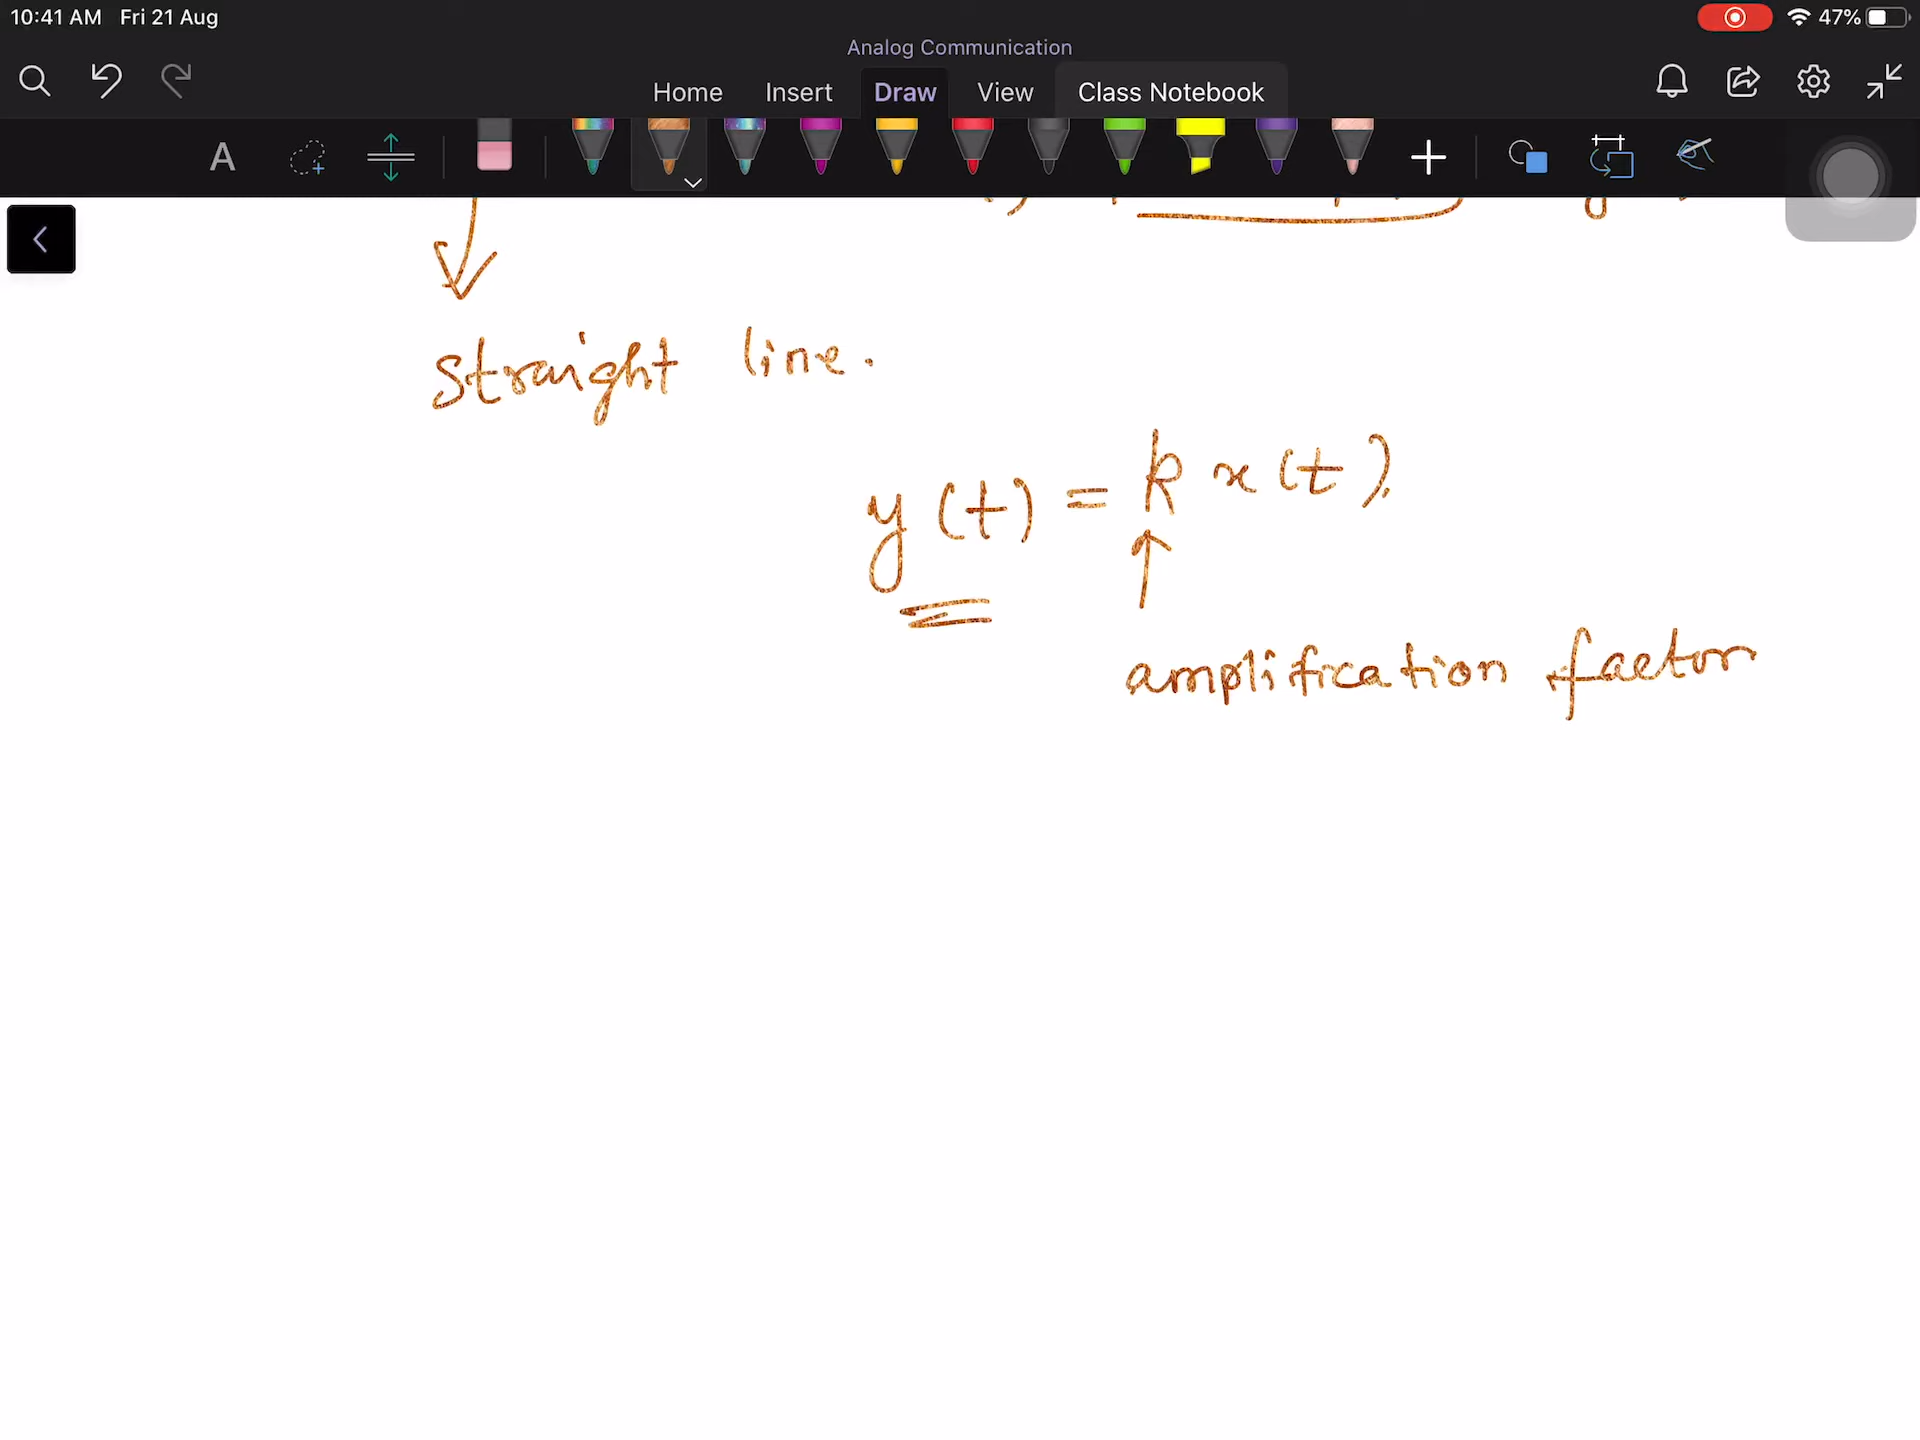 10:41 AM Fri 21 Aug
47%
Analog Communication
Home Insert Draw View Class Notebook
A
straight line.
y(t) = k x(t).
amplification factor